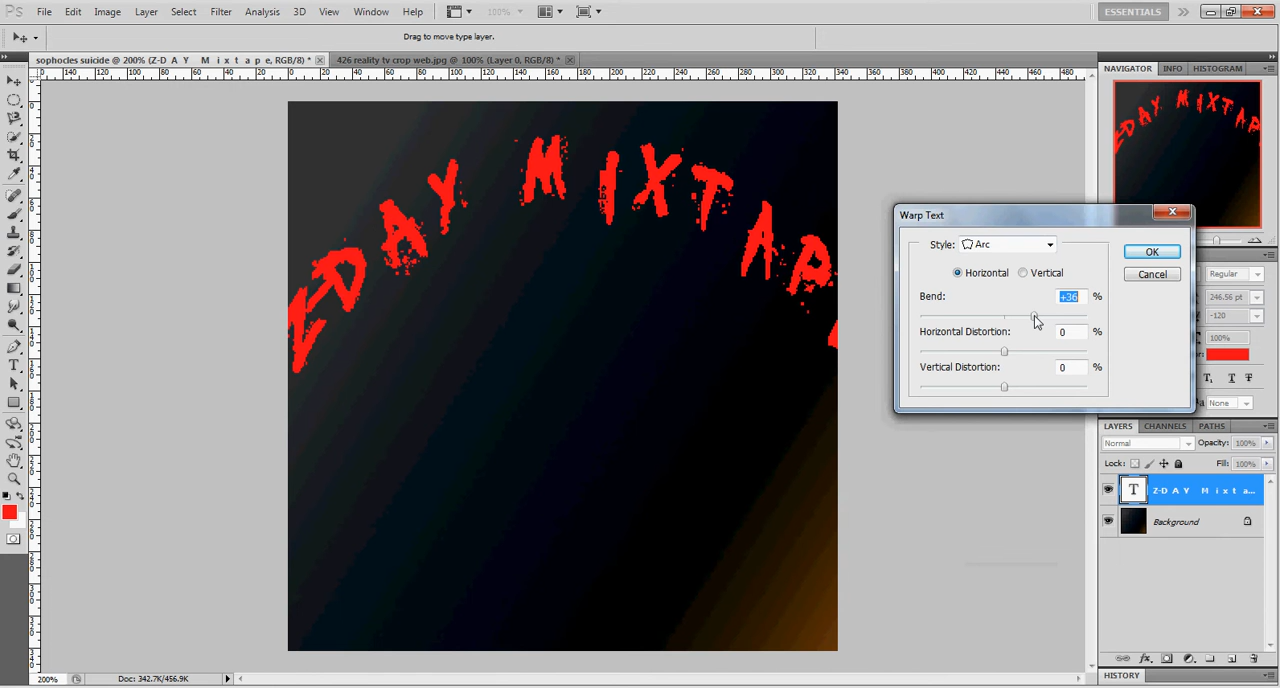 Ps File Edit Image Layer Select Filter Analysis 3D View Window Help 100% ESSENTIALS
Drag to move type layer.
sophocles suicide @ 200% (Z-D A Y M i x t a p e, RGB/8) * 426 reality tv crop web.jpg @ 100% (Layer 0, RGB/8) *
NAVIGATOR INFO HISTOGRAM
Z-DAY MIXTAP
Warp Text
Style: Arc
OK
Horizontal Vertical
Cancel
Bend: +36 %
Horizontal Distortion: 0 %
Vertical Distortion: 0 %
Regular
246.56 pt
-120
100%
None
LAYERS CHANNELS PATHS
Normal Opacity: 100%
Lock: Fill: 100%
T Z-D A Y M i x t a...
Background
HISTORY
200% Doc: 342.7K/456.9K